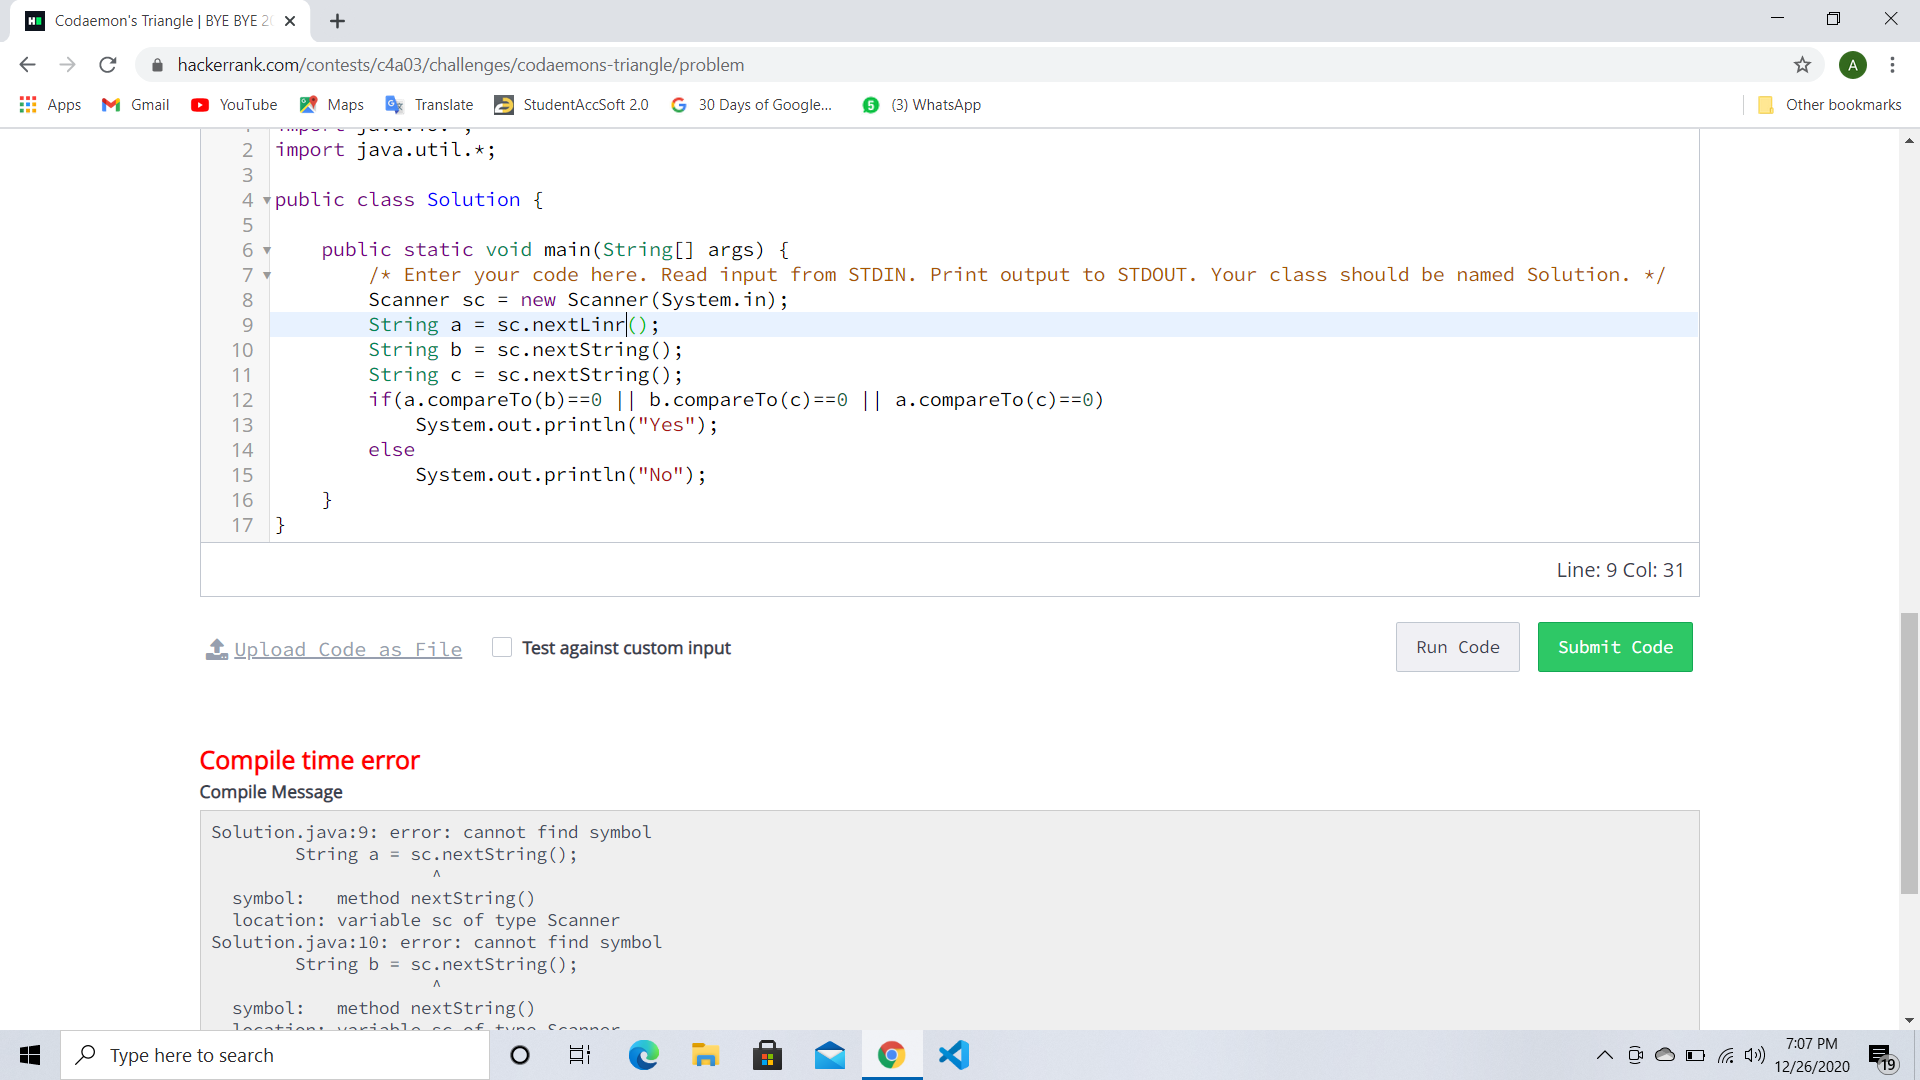 Codaemon's Triangle | BYE BYE 20
hackerrank.com/contests/c4a03/challenges/codaemons-triangle/problem
A
Apps Gmail YouTube Maps Translate StudentAccSoft 2.0 30 Days of Google... (3) WhatsApp Other bookmarks
2 import java.util.*;
3
4 public class Solution {
5
6 public static void main(String[] args) {
7 /* Enter your code here. Read input from STDIN. Print output to STDOUT. Your class should be named Solution. */
8 Scanner sc = new Scanner(System.in);
9 String a = sc.nextLinr();
10 String b = sc.nextString();
11 String c = sc.nextString();
12 if(a.compareTo(b)==0 || b.compareTo(c)==0 || a.compareTo(c)==0)
13 System.out.println("Yes");
14 else
15 System.out.println("No");
16 }
17 }
Line: 9 Col: 31
Upload Code as File Test against custom input Run Code Submit Code
Compile time error
Compile Message
Solution.java:9: error: cannot find symbol
String a = sc.nextString();
^
symbol: method nextString()
location: variable sc of type Scanner
Solution.java:10: error: cannot find symbol
String b = sc.nextString();
^
symbol: method nextString()
location: variable sc of type Scanner
Type here to search
7:07 PM
12/26/2020
19